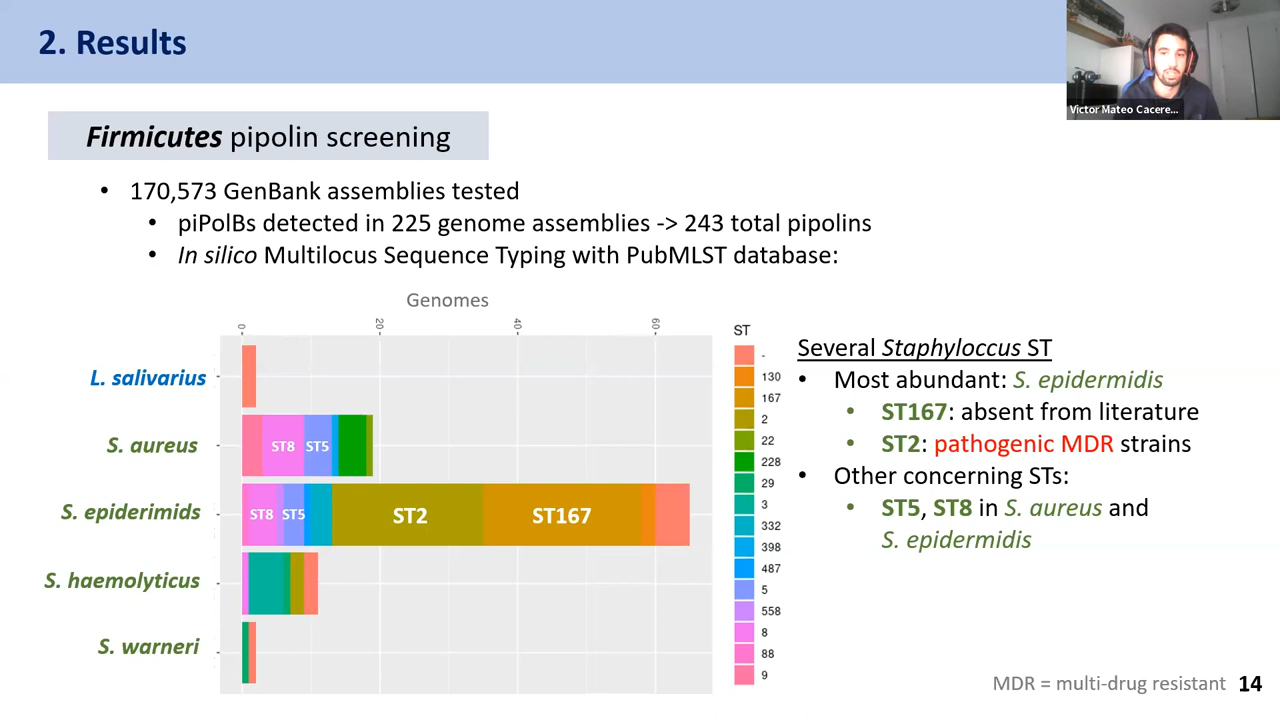 2. Results
Victor Mateo Cacere...
Firmicutes pipolin screening
• 170,573 GenBank assemblies tested
• piPolBs detected in 225 genome assemblies -> 243 total pipolins
• In silico Multilocus Sequence Typing with PubMLST database:
Genomes
0 20 40 60
L. salivarius
S. aureus
ST8 ST5
S. epiderimids
ST8 ST5 ST2 ST167
S. haemolyticus
S. warneri
ST
-
130
167
2
22
228
29
3
332
398
487
5
558
8
88
9
Several Staphyloccus ST
• Most abundant: S. epidermidis
• ST167: absent from literature
• ST2: pathogenic MDR strains
• Other concerning STs:
• ST5, ST8 in S. aureus and
S. epidermidis
MDR = multi-drug resistant 14